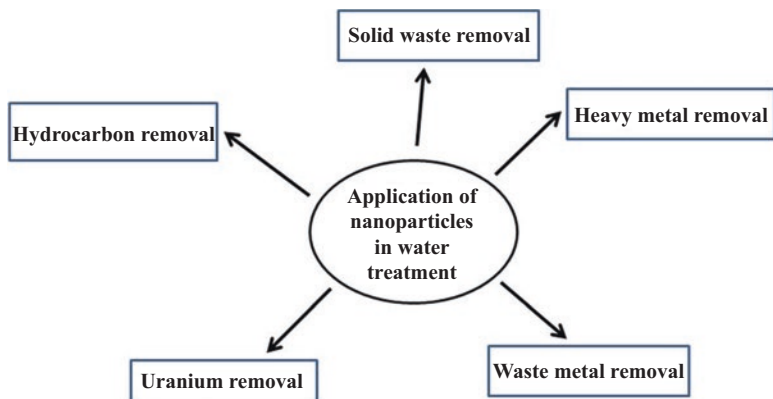 Solid waste removal
Hydrocarbon removal
Heavy metal removal
Application of
nanoparticles
in water
treatment
Uranium removal
Waste metal removal